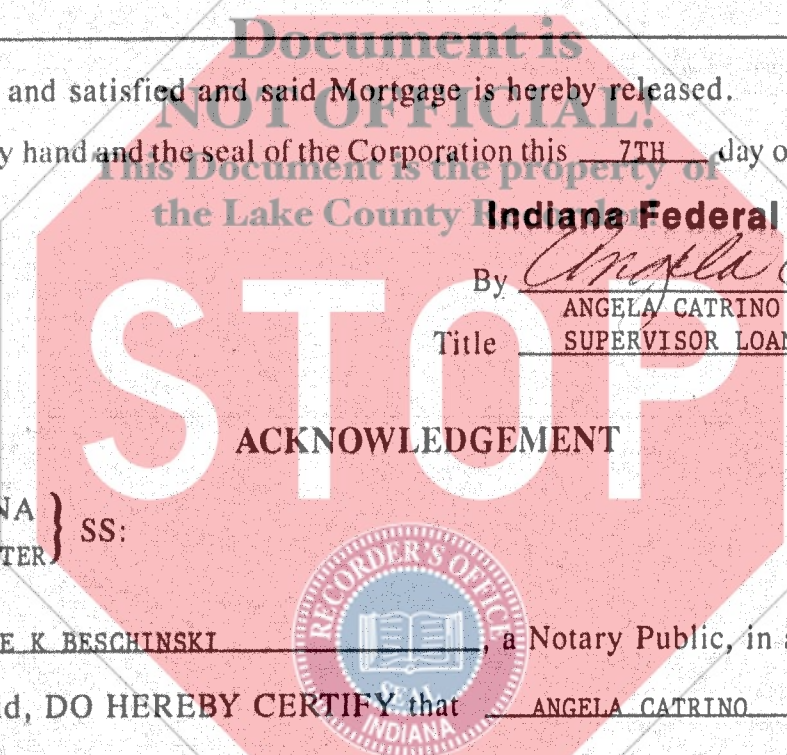 Document is
and satisfied and said Mortgage is hereby released.
NOT OFFICIAL!
y hand and the seal of the Corporation this 7TH day o
This Document is the property of
the Lake County Recorder!
Indiana Federal
By Angela
ANGELA CATRINO
Title SUPERVISOR LOAN
STOP
ACKNOWLEDGEMENT
NA
TER } SS:
RECORDER'S OFFICE
SEAL
INDIANA
E K BESCHINSKI, a Notary Public, in a
d, DO HEREBY CERTIFY that ANGELA CATRINO